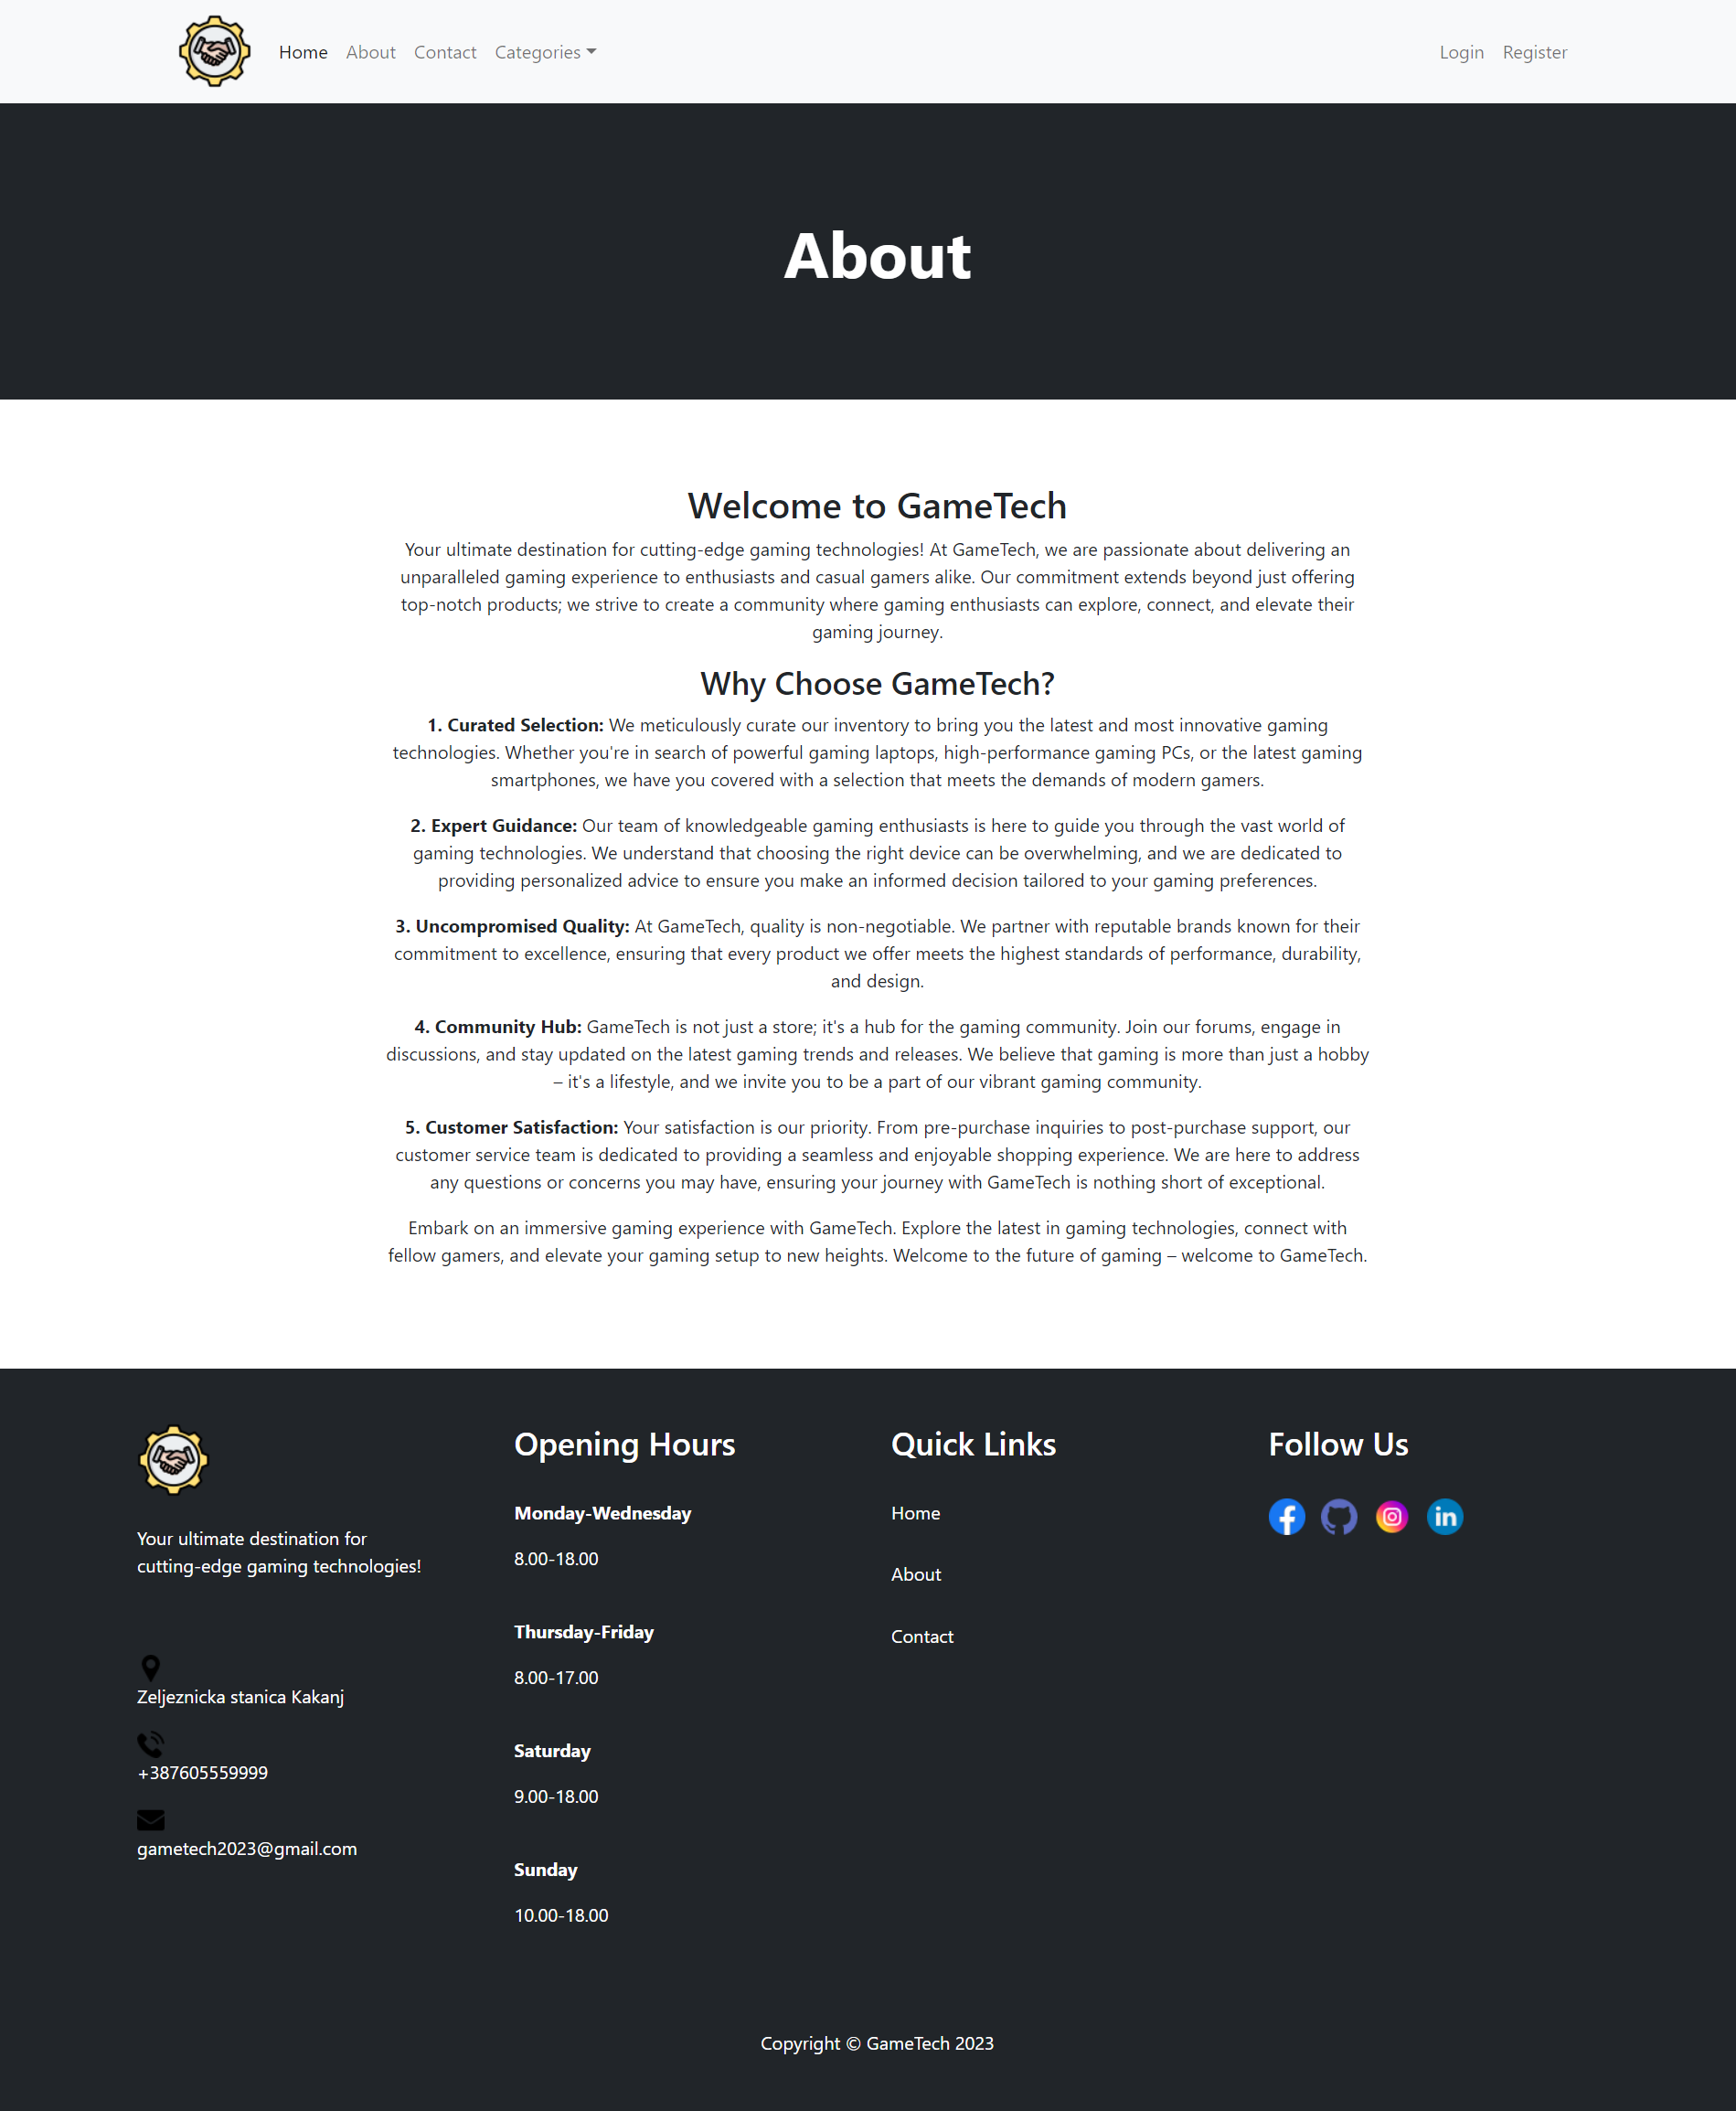 Home About Contact Categories Login Register
About
Welcome to GameTech
Your ultimate destination for cutting-edge gaming technologies! At GameTech, we are passionate about delivering an
unparalleled gaming experience to enthusiasts and casual gamers alike. Our commitment extends beyond just offering
top-notch products; we strive to create a community where gaming enthusiasts can explore, connect, and elevate their
gaming journey.
Why Choose GameTech?
1. Curated Selection: We meticulously curate our inventory to bring you the latest and most innovative gaming
technologies. Whether you're in search of powerful gaming laptops, high-performance gaming PCs, or the latest gaming
smartphones, we have you covered with a selection that meets the demands of modern gamers.
2. Expert Guidance: Our team of knowledgeable gaming enthusiasts is here to guide you through the vast world of
gaming technologies. We understand that choosing the right device can be overwhelming, and we are dedicated to
providing personalized advice to ensure you make an informed decision tailored to your gaming preferences.
3. Uncompromised Quality: At GameTech, quality is non-negotiable. We partner with reputable brands known for their
commitment to excellence, ensuring that every product we offer meets the highest standards of performance, durability,
and design.
4. Community Hub: GameTech is not just a store; it's a hub for the gaming community. Join our forums, engage in
discussions, and stay updated on the latest gaming trends and releases. We believe that gaming is more than just a hobby
– it's a lifestyle, and we invite you to be a part of our vibrant gaming community.
5. Customer Satisfaction: Your satisfaction is our priority. From pre-purchase inquiries to post-purchase support, our
customer service team is dedicated to providing a seamless and enjoyable shopping experience. We are here to address
any questions or concerns you may have, ensuring your journey with GameTech is nothing short of exceptional.
Embark on an immersive gaming experience with GameTech. Explore the latest in gaming technologies, connect with
fellow gamers, and elevate your gaming setup to new heights. Welcome to the future of gaming – welcome to GameTech.
Your ultimate destination for
cutting-edge gaming technologies!
Zeljeznicka stanica Kakanj
+387605559999
gametech2023@gmail.com
Opening Hours
Monday-Wednesday
8.00-18.00
Thursday-Friday
8.00-17.00
Saturday
9.00-18.00
Sunday
10.00-18.00
Quick Links
Home
About
Contact
Follow Us
Copyright © GameTech 2023